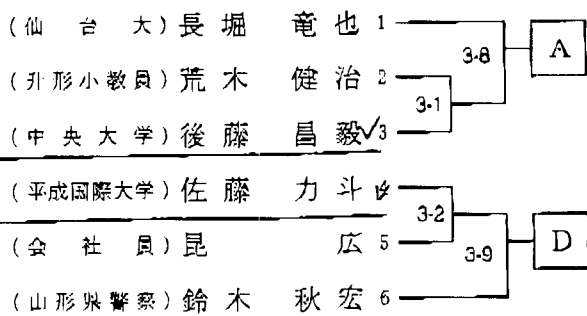 (仙台大) 長堀 竜也 1
3-8 A
(舟形小教員) 荒木 健治 2
3-1
(中央大学) 後藤 昌毅 3
(平成国際大学) 佐藤 力斗 4
3-2
(会社員) 昆 広 5
3-9 D
(山形県警察) 鈴木 秋宏 6